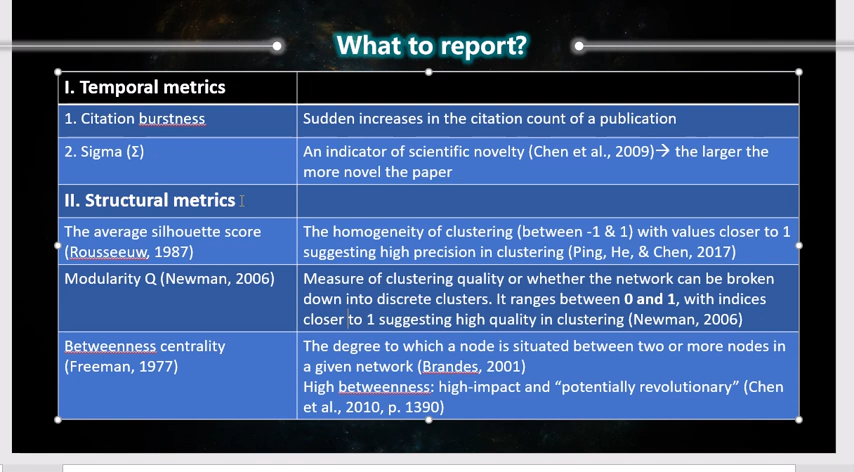 What to report?
I. Temporal metrics
1. Citation burstness
Sudden increases in the citation count of a publication
2. Sigma (Σ)
An indicator of scientific novelty (Chen et al., 2009)→ the larger the
more novel the paper
II. Structural metrics
The average silhouette score
(Rousseeuw, 1987)
The homogeneity of clustering (between -1 & 1) with values closer to 1
suggesting high precision in clustering (Ping, He, & Chen, 2017)
Modularity Q (Newman, 2006)
Measure of clustering quality or whether the network can be broken
down into discrete clusters. It ranges between 0 and 1, with indices
closer to 1 suggesting high quality in clustering (Newman, 2006)
Betweenness centrality
(Freeman, 1977)
The degree to which a node is situated between two or more nodes in
a given network (Brandes, 2001)
High betweenness: high-impact and “potentially revolutionary” (Chen
et al., 2010, p. 1390)